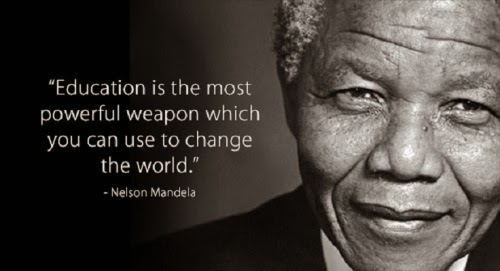 “Education is the most
powerful weapon which
you can use to change
the world.”
- Nelson Mandela